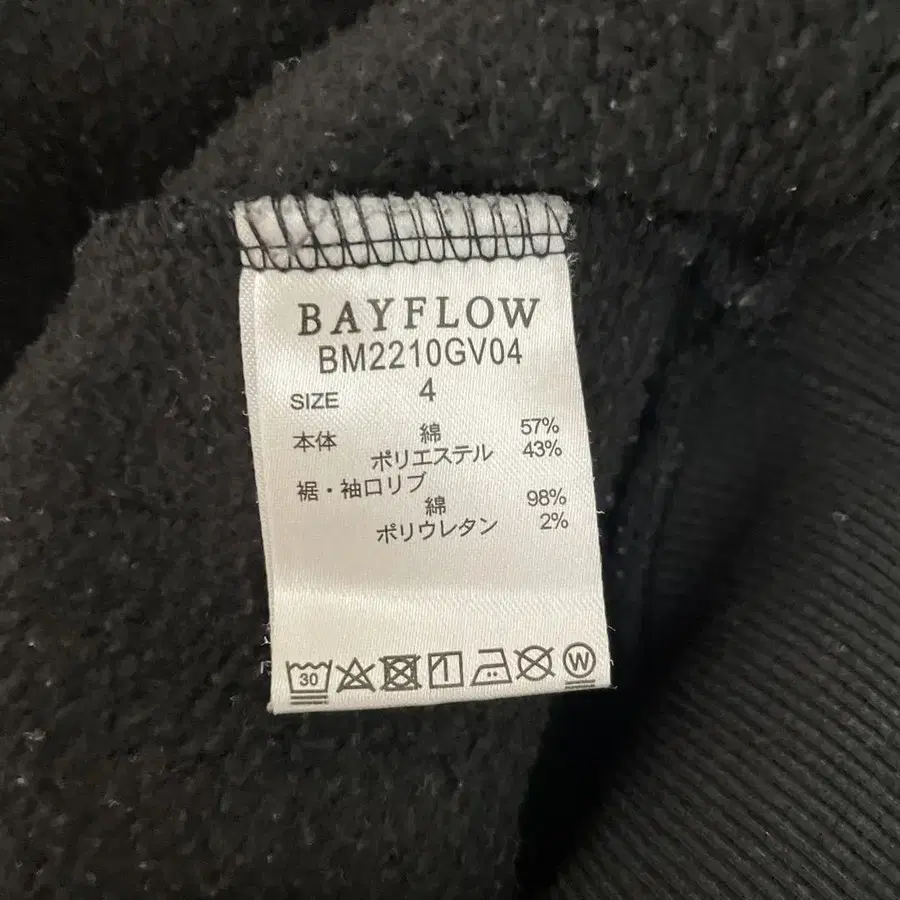 BAYFLOW
BM2210GV04
SIZE 4
本体 綿 57%
ポリエステル 43%
裾・袖口リブ
綿 98%
ポリウレタン 2%
30 W